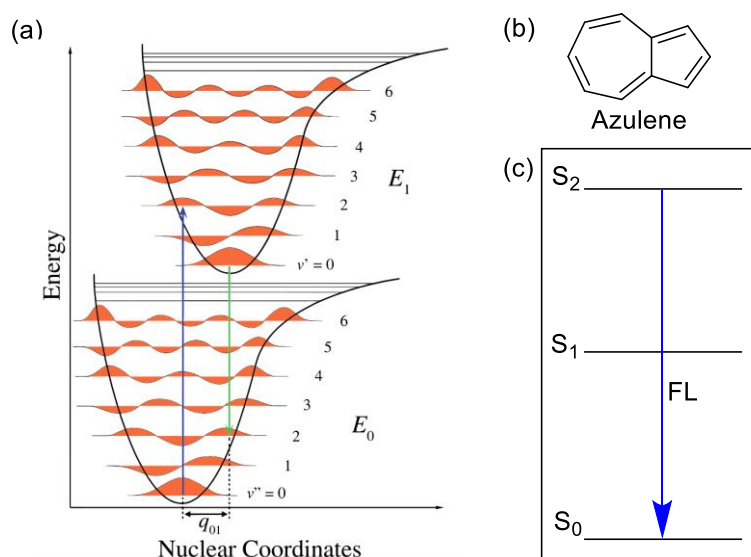 (a)
Energy
6
5
4
3
2
1
v' = 0
E1
6
5
4
3
2
1
v'' = 0
E0
q01
Nuclear Coordinates
(b)
Azulene
(c)
S2
S1
FL
S0